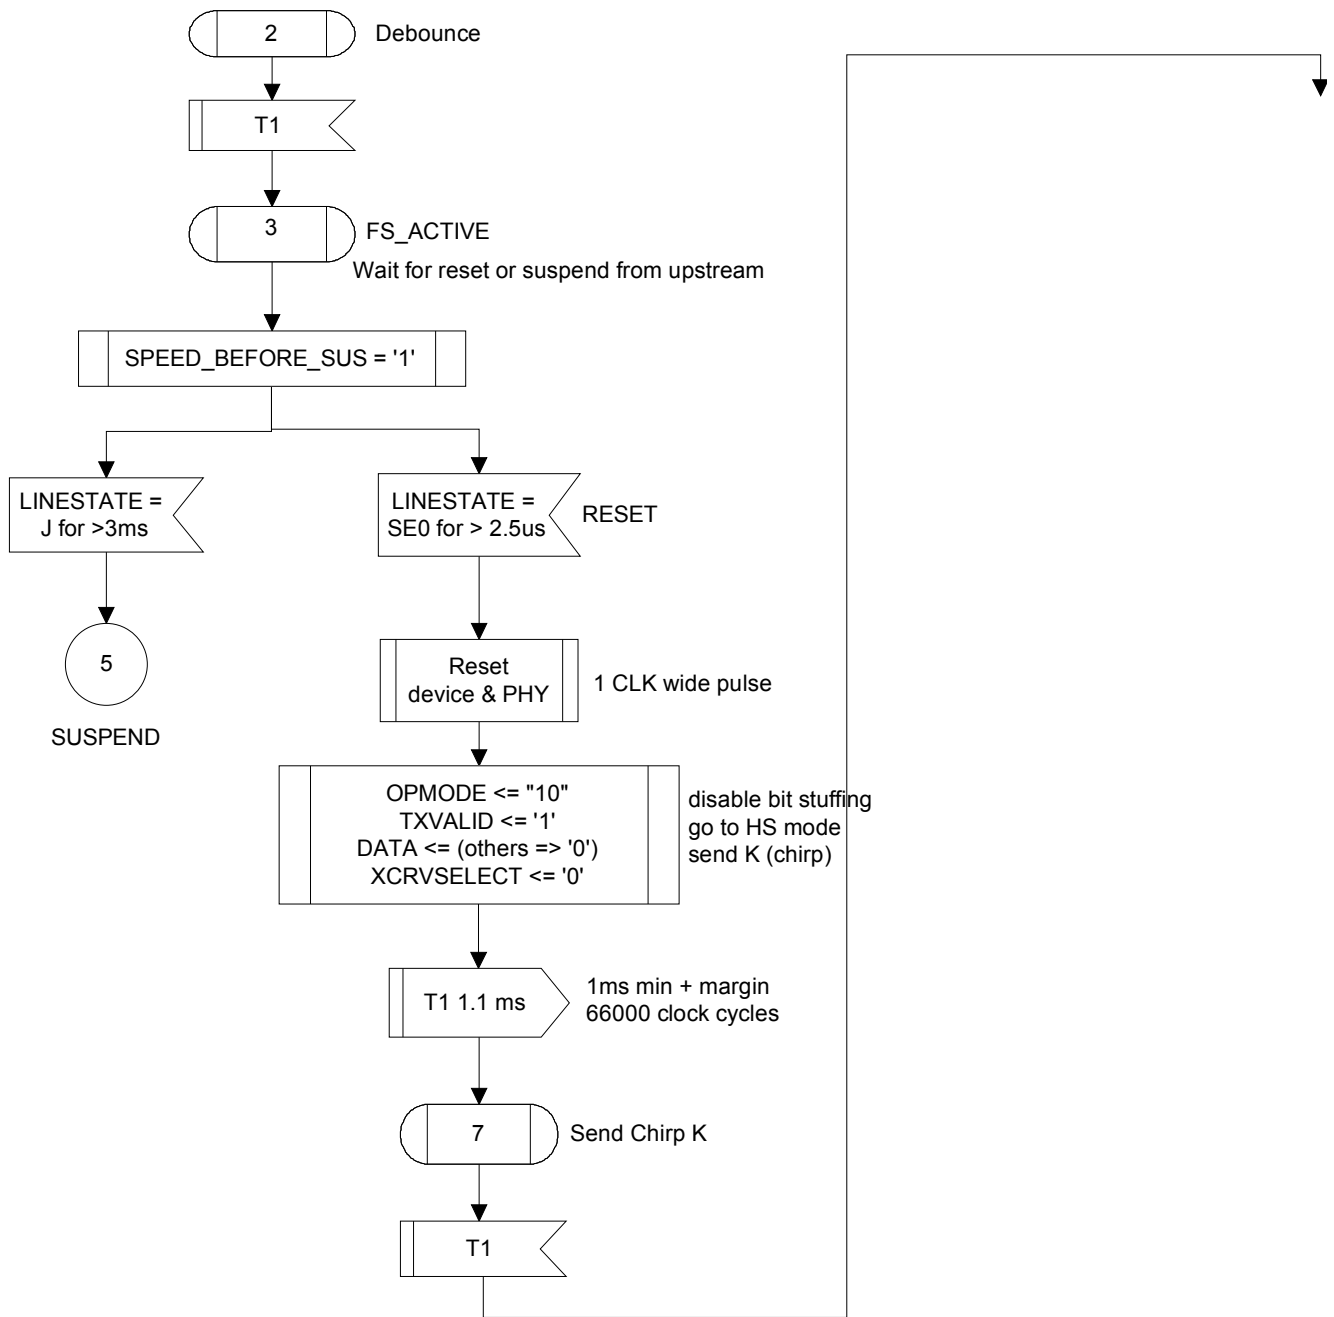 2
Debounce
T1
3
FS_ACTIVE
Wait for reset or suspend from upstream
SPEED_BEFORE_SUS = '1'
LINESTATE =
J for >3ms
LINESTATE =
SE0 for > 2.5us
RESET
5
SUSPEND
Reset
device & PHY
1 CLK wide pulse
OPMODE <= "10"
TXVALID <= '1'
DATA <= (others => '0')
XCRVSELECT <= '0'
disable bit stuffing
go to HS mode
send K (chirp)
T1 1.1 ms
1ms min + margin
66000 clock cycles
7
Send Chirp K
T1